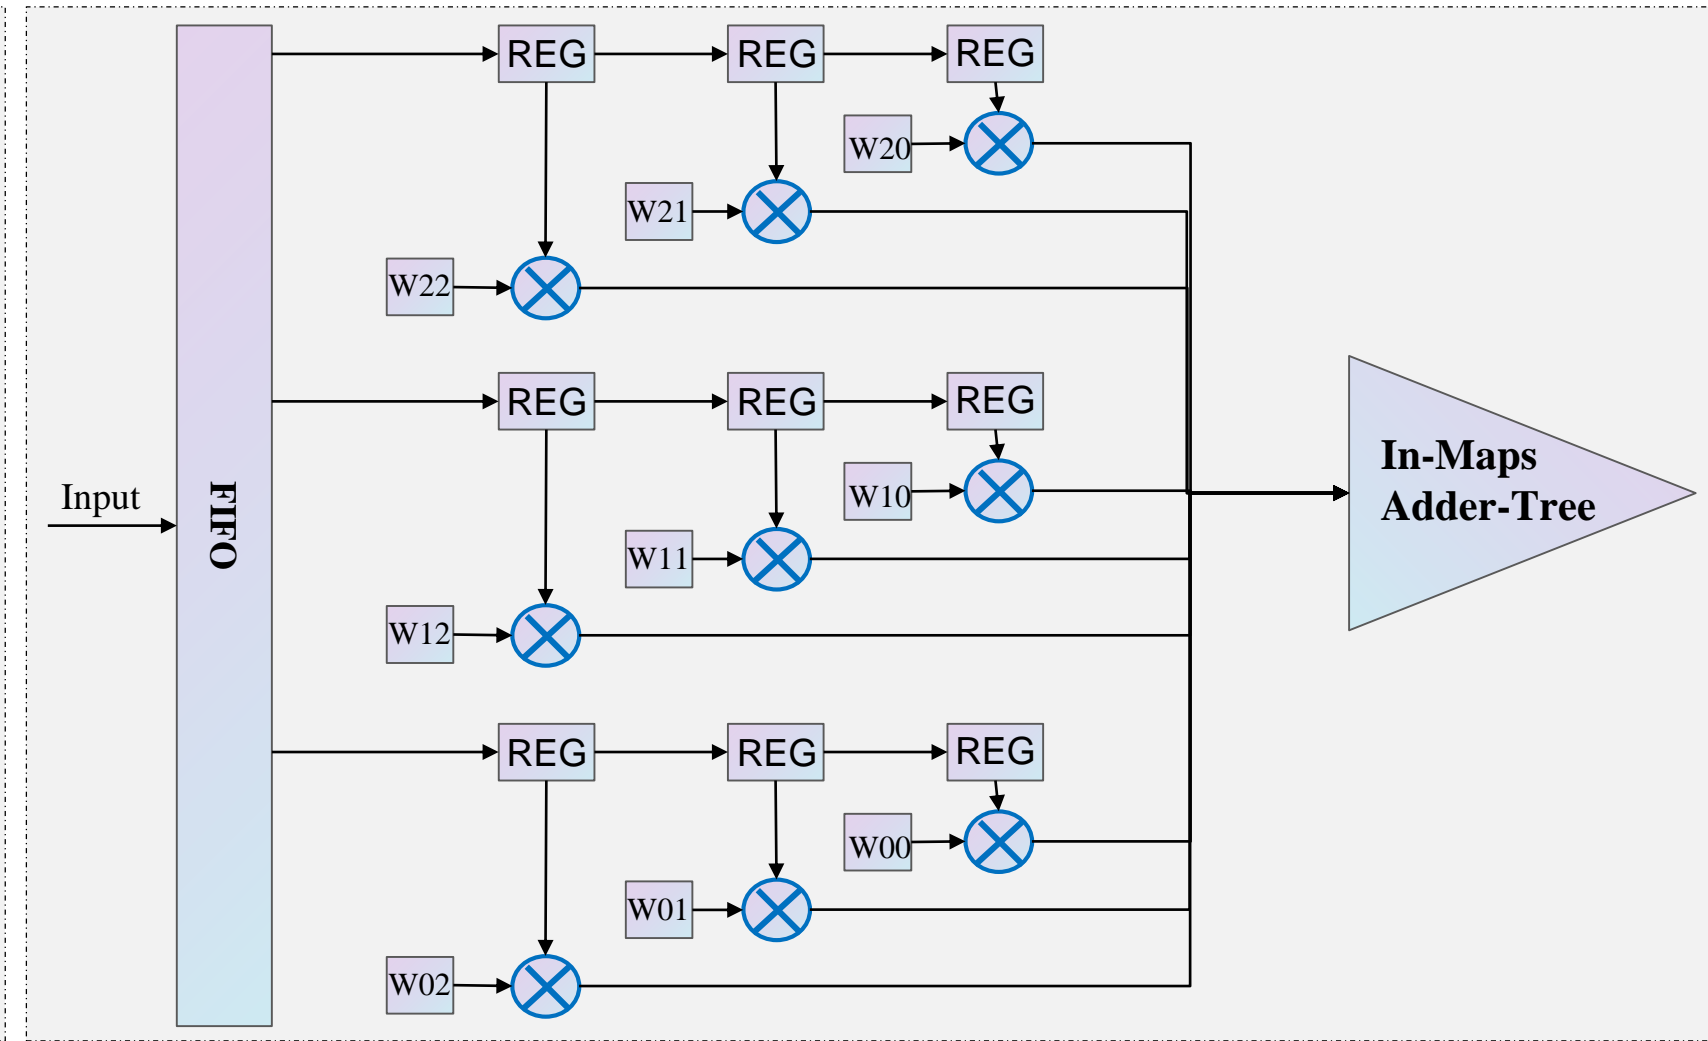 REG
REG
REG
W20
W21
W22
REG
REG
REG
Input
FIFO
W10
W11
W12
In-Maps
Adder-Tree
REG
REG
REG
W00
W01
W02